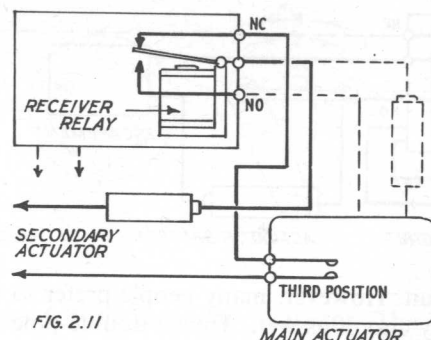 NC
RECEIVER
RELAY
NO
SECONDARY
ACTUATOR
THIRD POSITION
FIG. 2.11
MAIN ACTUATOR